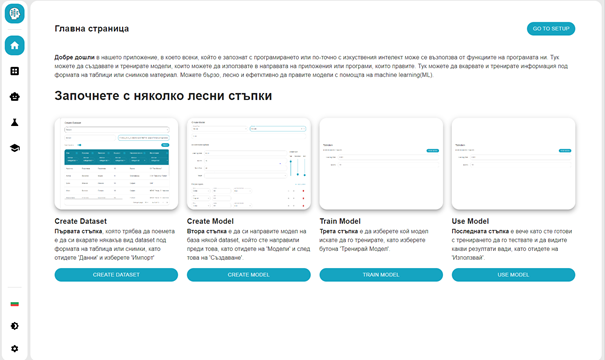 Главна страница
GO TO SETUP
Добре дошли в нашето приложение, в което всеки, който е запознат с програмирането или по-точно с изкуствения интелект може се възползва от функциите на програмата ни. Тук
можете да създавате и тренирате модели, които можете да използвате в направата на приложения или програми, които правите. Тук можете да вкарвате и тренирате информация под
формата на таблици или снимков материал. Можете бързо, лесно и ефективно да правите модели с помощта на machine learning(ML).
Започнете с няколко лесни стъпки
Create Dataset
Първата стъпка, която трябва да поемета
е да си вкарате някакъв вид dataset под
формата на таблица или снимки, като
отидете 'Данни' и изберете 'Импорт'
CREATE DATASET
Create Model
Втора стъпка е да си направите модел на
база някой dataset, който сте направили
преди това, като отидете на 'Модели' и след
това на 'Създаване'.
CREATE MODEL
Train Model
Трета стъпка е да изберете кой модел
искате да го тренирате, като изберете
бутона 'Тренирай Модел'.
TRAIN MODEL
Use Model
Последната стъпка е вече като сте готови
с тренирането да го тествате и да видите
какви резултати вади, като отидете на
'Използвай'.
USE MODEL